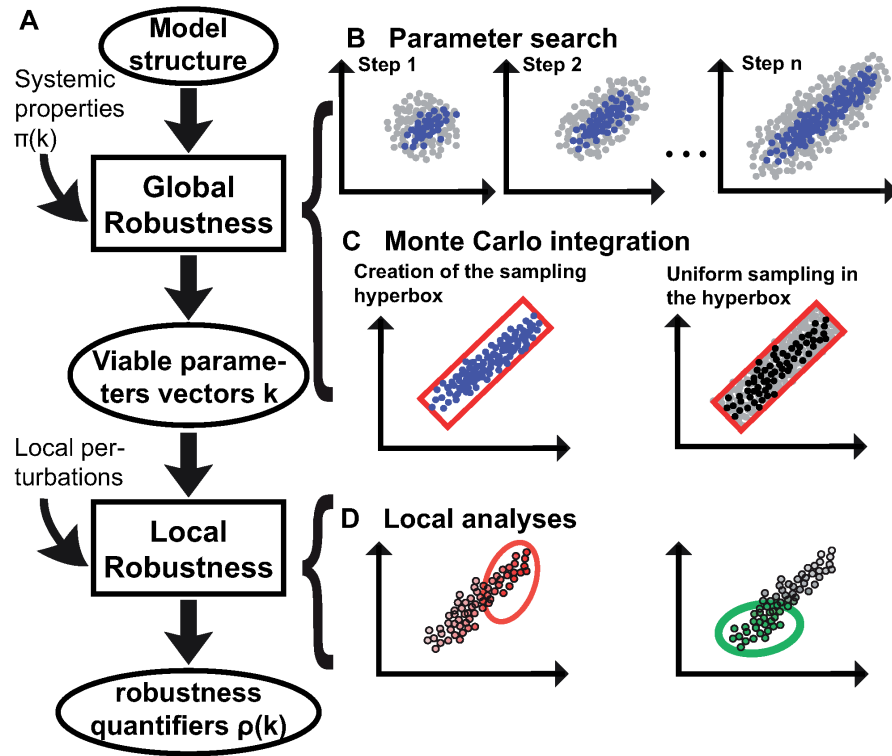 A
Model
structure
Systemic
properties
π(k)
Global
Robustness
Viable parame-
ters vectors k
Local per-
turbations
Local
Robustness
robustness
quantifiers ρ(k)
B Parameter search
Step 1
Step 2
...
Step n
C Monte Carlo integration
Creation of the sampling
hyperbox
Uniform sampling in
the hyperbox
D Local analyses